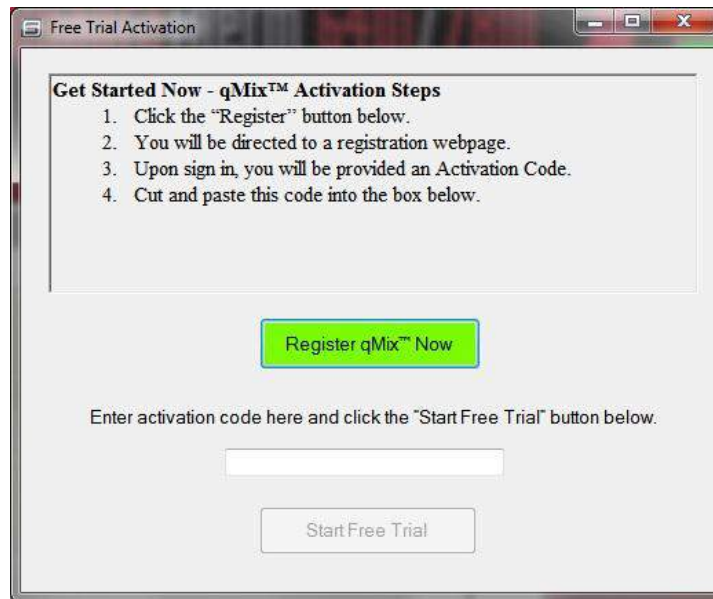 Free Trial Activation
Get Started Now - qMix™ Activation Steps
1. Click the “Register” button below.
2. You will be directed to a registration webpage.
3. Upon sign in, you will be provided an Activation Code.
4. Cut and paste this code into the box below.
Register qMix™ Now
Enter activation code here and click the "Start Free Trial" button below.
Start Free Trial